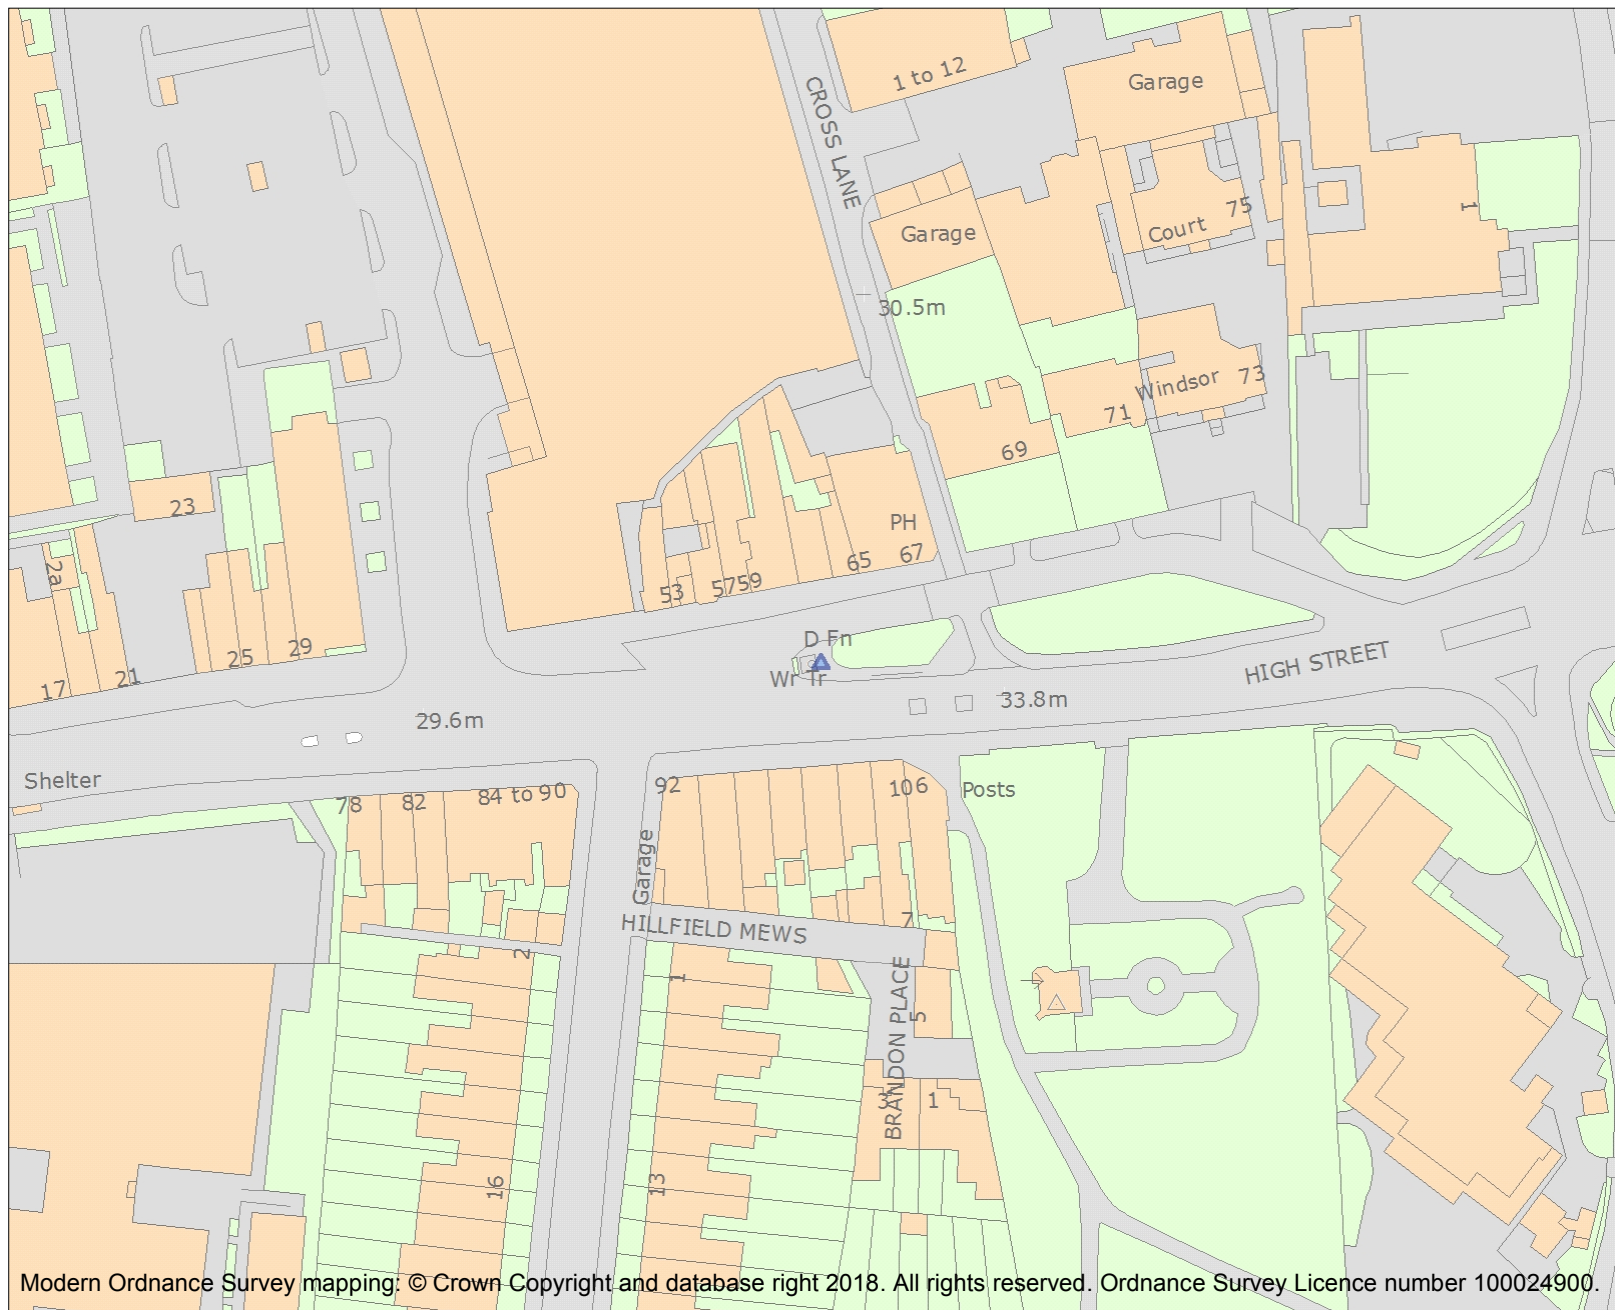 1 to 12
Garage
CROSS LANE
75
1
Court
Garage
30.5m
Windsor
73
71
69
23
PH
2a
65
67
53
57 59
D Fn
29
25
21
17
Wr Tr
HIGH STREET
33.8m
29.6m
Shelter
78
82
84 to 90
92
106
Posts
Garage
HILLFIELD MEWS
7
2
1
BRANDON PLACE
5
3
1
16
13
Modern Ordnance Survey mapping: © Crown Copyright and database right 2018. All rights reserved. Ordnance Survey Licence number 100024900.